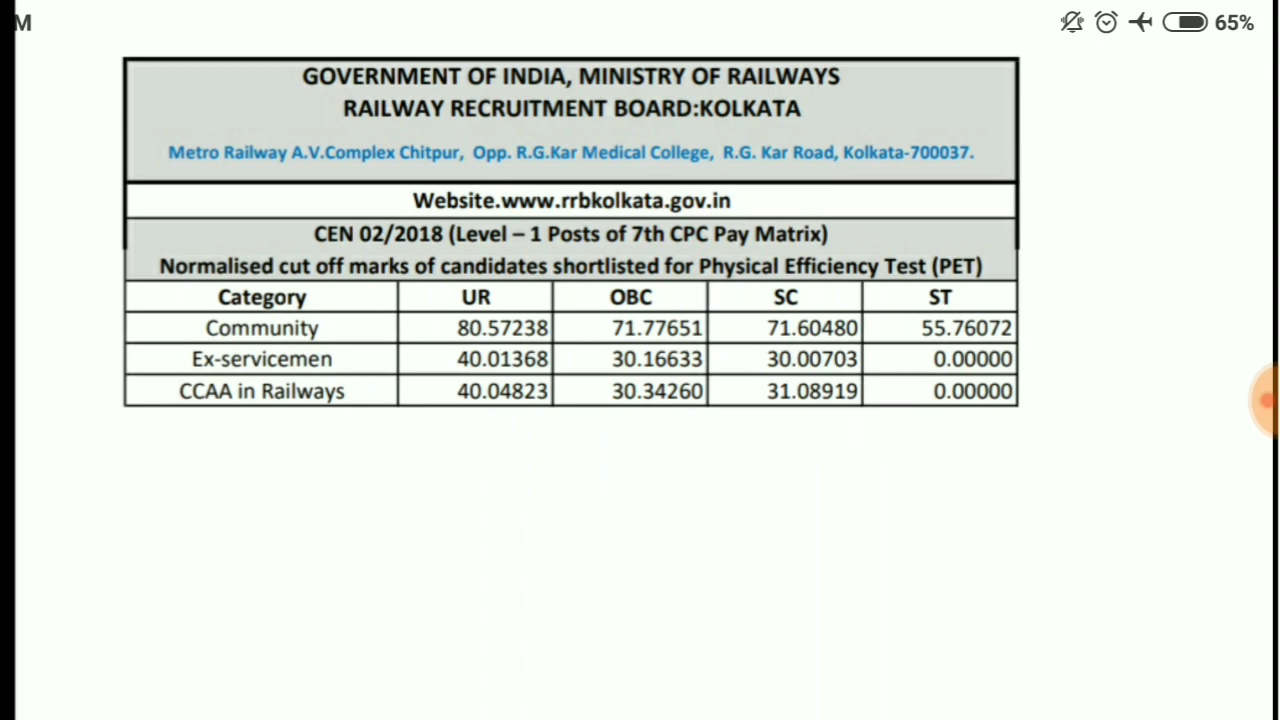 M
65%
GOVERNMENT OF INDIA, MINISTRY OF RAILWAYS
RAILWAY RECRUITMENT BOARD:KOLKATA
Metro Railway A.V.Complex Chitpur, Opp. R.G.Kar Medical College, R.G. Kar Road, Kolkata-700037.
Website.www.rrbkolkata.gov.in
CEN 02/2018 (Level – 1 Posts of 7th CPC Pay Matrix)
Normalised cut off marks of candidates shortlisted for Physical Efficiency Test (PET)
Category UR OBC SC ST
Community 80.57238 71.77651 71.60480 55.76072
Ex-servicemen 40.01368 30.16633 30.00703 0.00000
CCAA in Railways 40.04823 30.34260 31.08919 0.00000